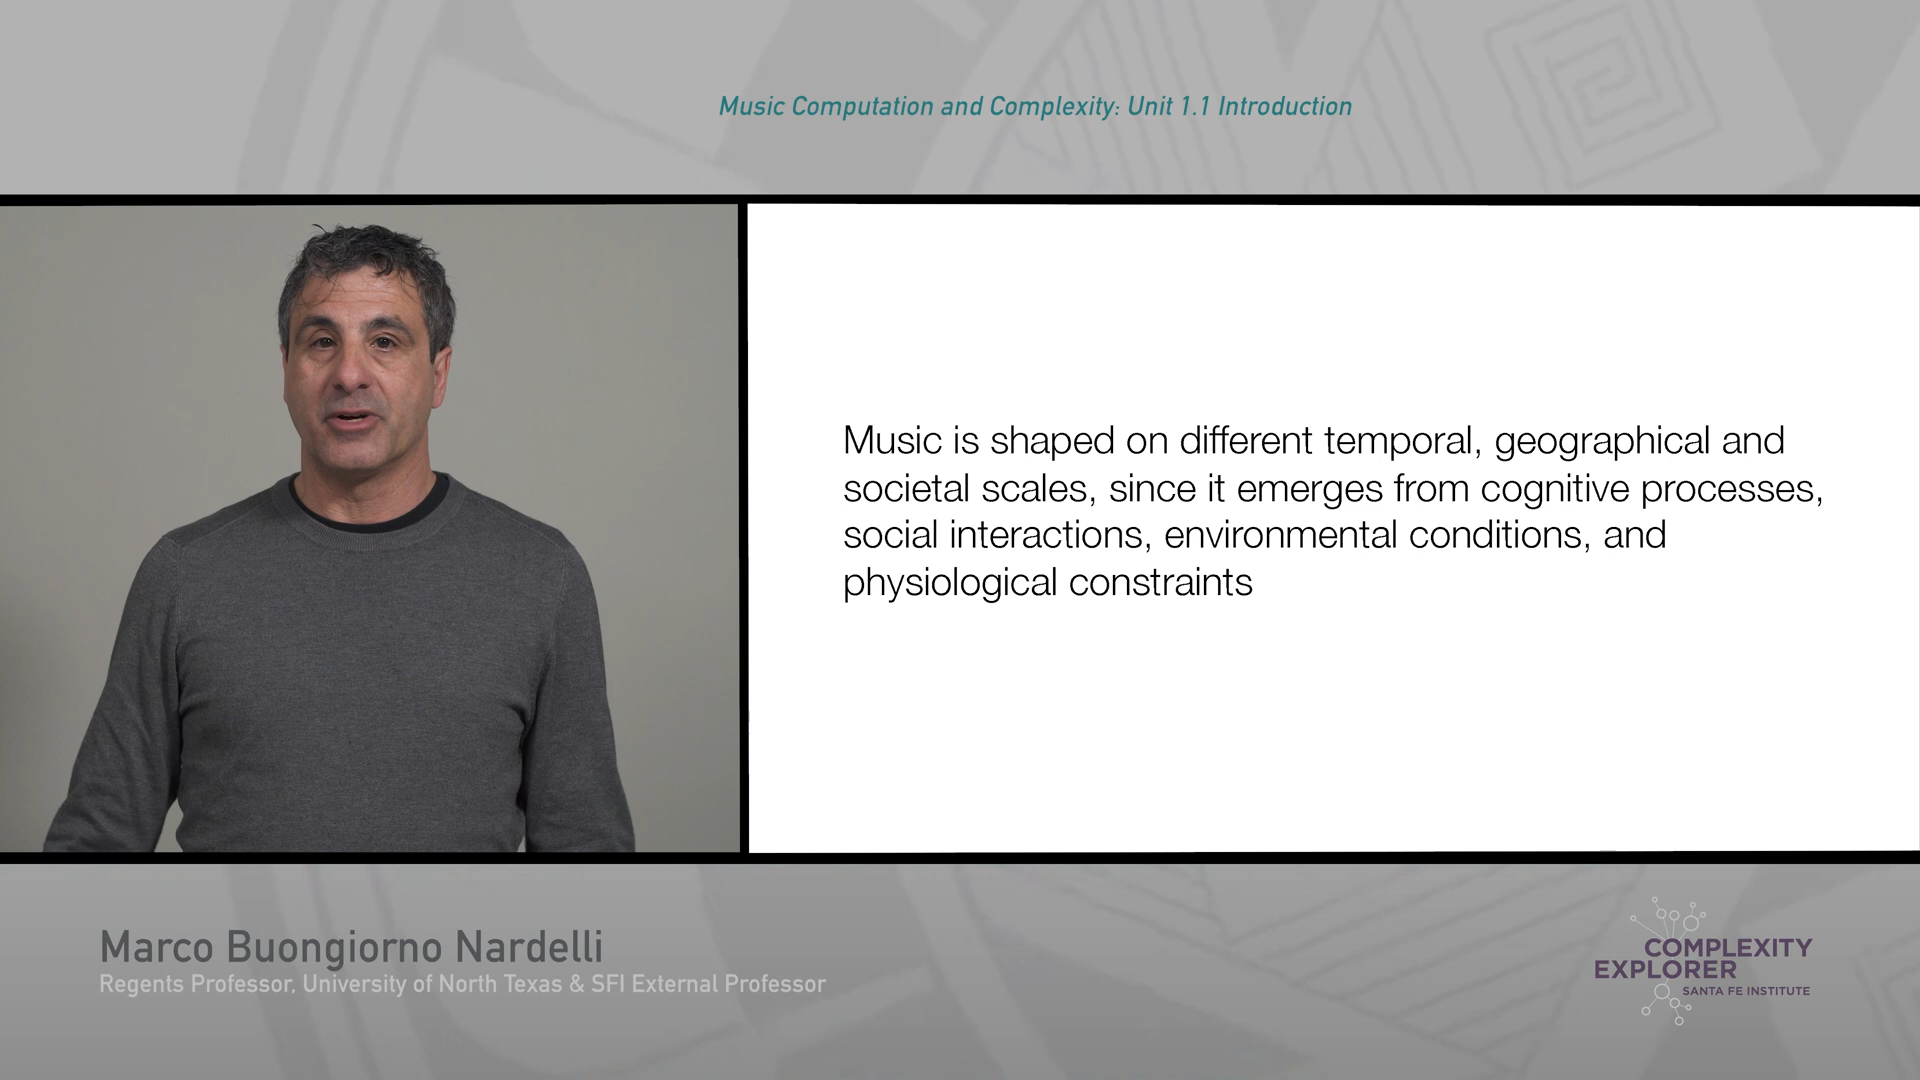 Music Computation and Complexity: Unit 1.1 Introduction
Music is shaped on different temporal, geographical and
societal scales, since it emerges from cognitive processes,
social interactions, environmental conditions, and
physiological constraints
Marco Buongiorno Nardelli
Regents Professor, University of North Texas & SFI External Professor
COMPLEXITY
EXPLORER
SANTA FE INSTITUTE